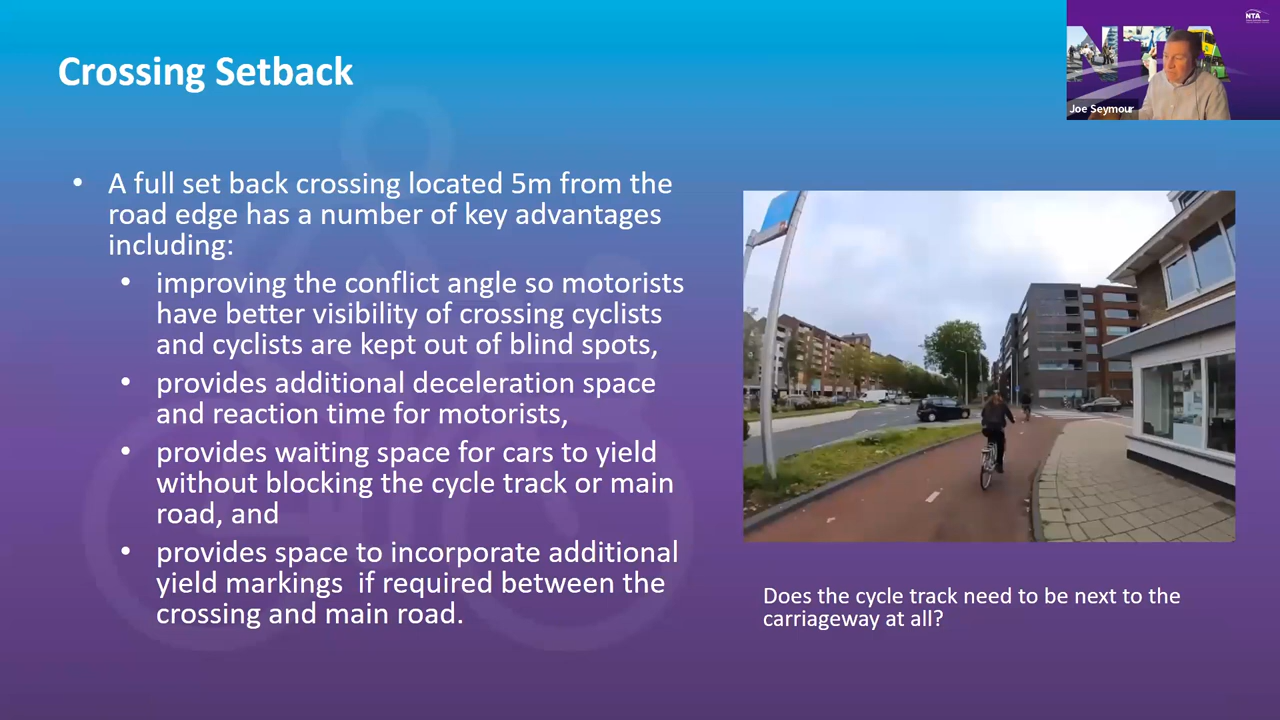 Crossing Setback
NTA
NTA
Joe Seymour
• A full set back crossing located 5m from the
road edge has a number of key advantages
including:
• improving the conflict angle so motorists
have better visibility of crossing cyclists
and cyclists are kept out of blind spots,
• provides additional deceleration space
and reaction time for motorists,
• provides waiting space for cars to yield
without blocking the cycle track or main
road, and
• provides space to incorporate additional
yield markings  if required between the
crossing and main road.
Does the cycle track need to be next to the
carriageway at all?